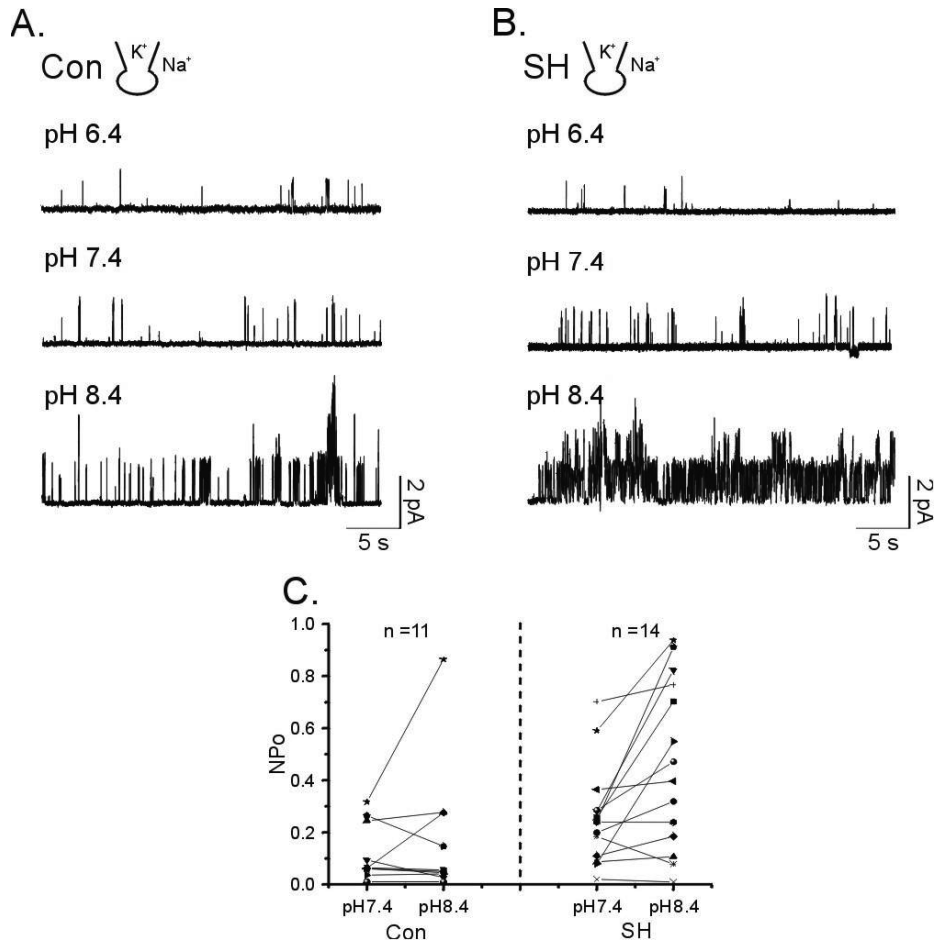 A.
Con K⁺ Na⁺
pH 6.4
pH 7.4
pH 8.4
2 pA
5 s
B.
SH K⁺ Na⁺
pH 6.4
pH 7.4
pH 8.4
2 pA
5 s
C.
n =11
n =14
1.0
0.8
0.6
0.4
0.2
0.0
NPo
pH7.4 pH8.4 pH7.4 pH8.4
Con SH